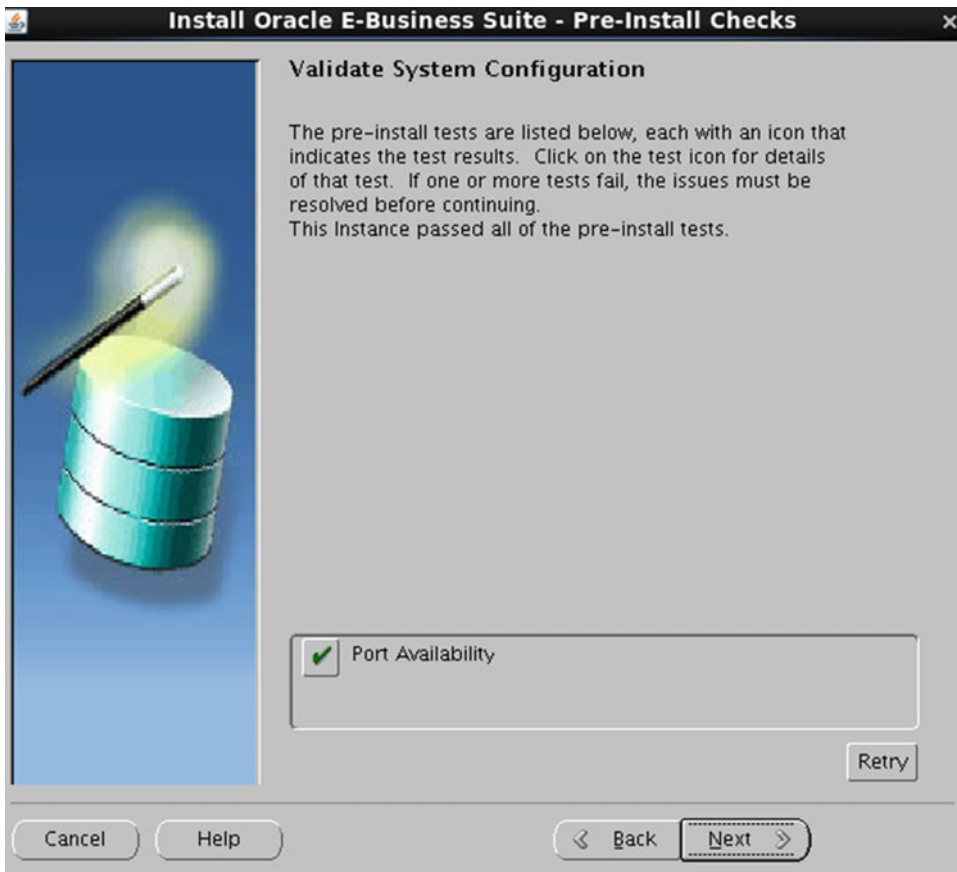 Install Oracle E-Business Suite - Pre-Install Checks
Validate System Configuration
The pre-install tests are listed below, each with an icon that
indicates the test results. Click on the test icon for details
of that test. If one or more tests fail, the issues must be
resolved before continuing.
This Instance passed all of the pre-install tests.
Port Availability
Retry
Cancel
Help
Back
Next